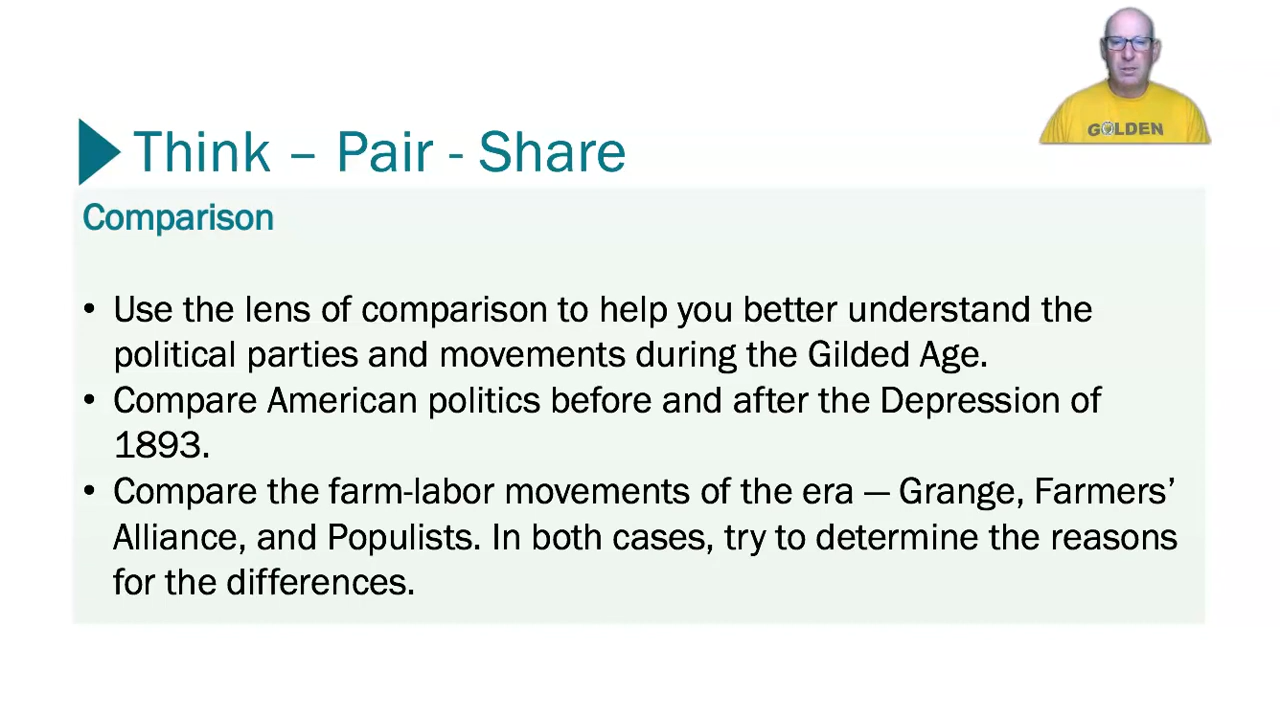 GOLDEN
Think – Pair - Share
Comparison
• Use the lens of comparison to help you better understand the
political parties and movements during the Gilded Age.
• Compare American politics before and after the Depression of
1893.
• Compare the farm-labor movements of the era — Grange, Farmers’
Alliance, and Populists. In both cases, try to determine the reasons
for the differences.